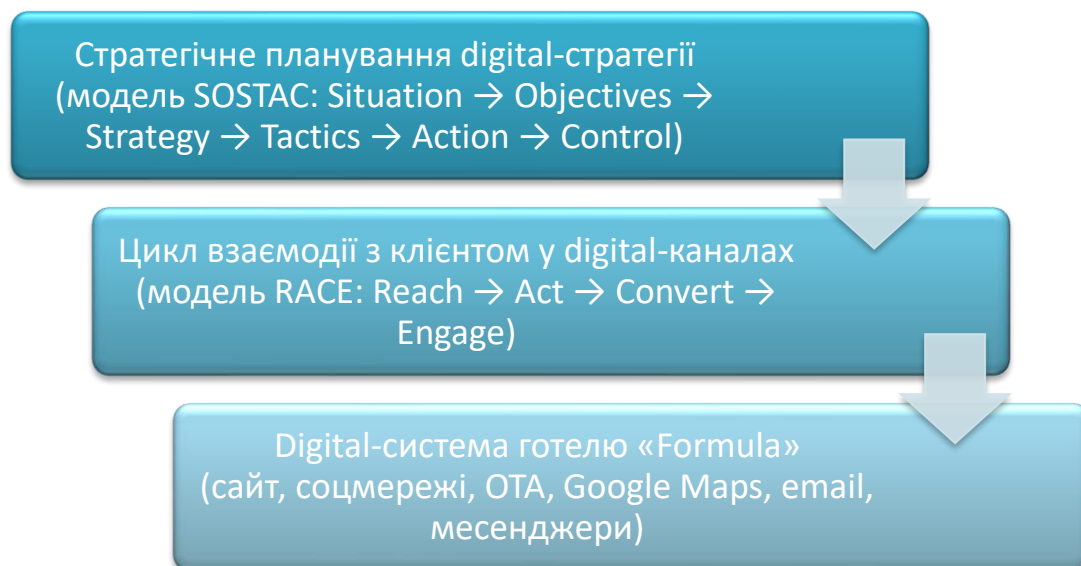 Стратегічне планування digital-стратегії
(модель SOSTAC: Situation → Objectives →
Strategy → Tactics → Action → Control)
Цикл взаємодії з клієнтом у digital-каналах
(модель RACE: Reach → Act → Convert →
Engage)
Digital-система готелю «Formula»
(сайт, соцмережі, OTA, Google Maps, email,
месенджери)